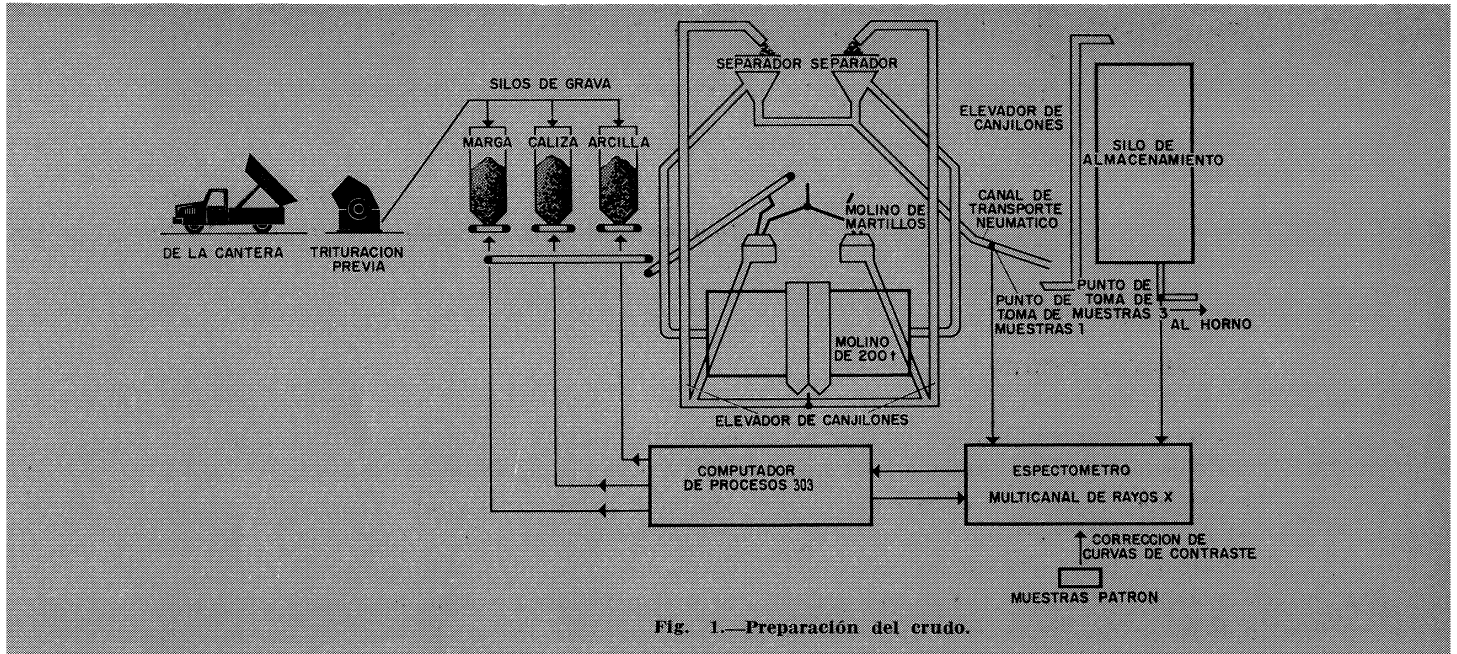 SILOS DE GRAVA
MARGA
CALIZA
ARCILLA
DE LA CANTERA
TRITURACION
PREVIA
SEPARADOR
SEPARADOR
MOLINO DE
MARTILLOS
MOLINO
DE 200 t
ELEVADOR DE CANJILONES
ELEVADOR DE
CANJILONES
SILO DE
ALMACENAMIENTO
CANAL DE
TRANSPORTE
NEUMATICO
PUNTO DE
TOMA DE
MUESTRAS 1
PUNTO DE
TOMA DE
MUESTRAS 3
AL HORNO
COMPUTADOR
DE PROCESOS 303
ESPECTOMETRO
MULTICANAL DE RAYOS X
CORRECCION DE
CURVAS DE CONTRASTE
MUESTRAS PATRON
Fig. 1.—Preparación del crudo.